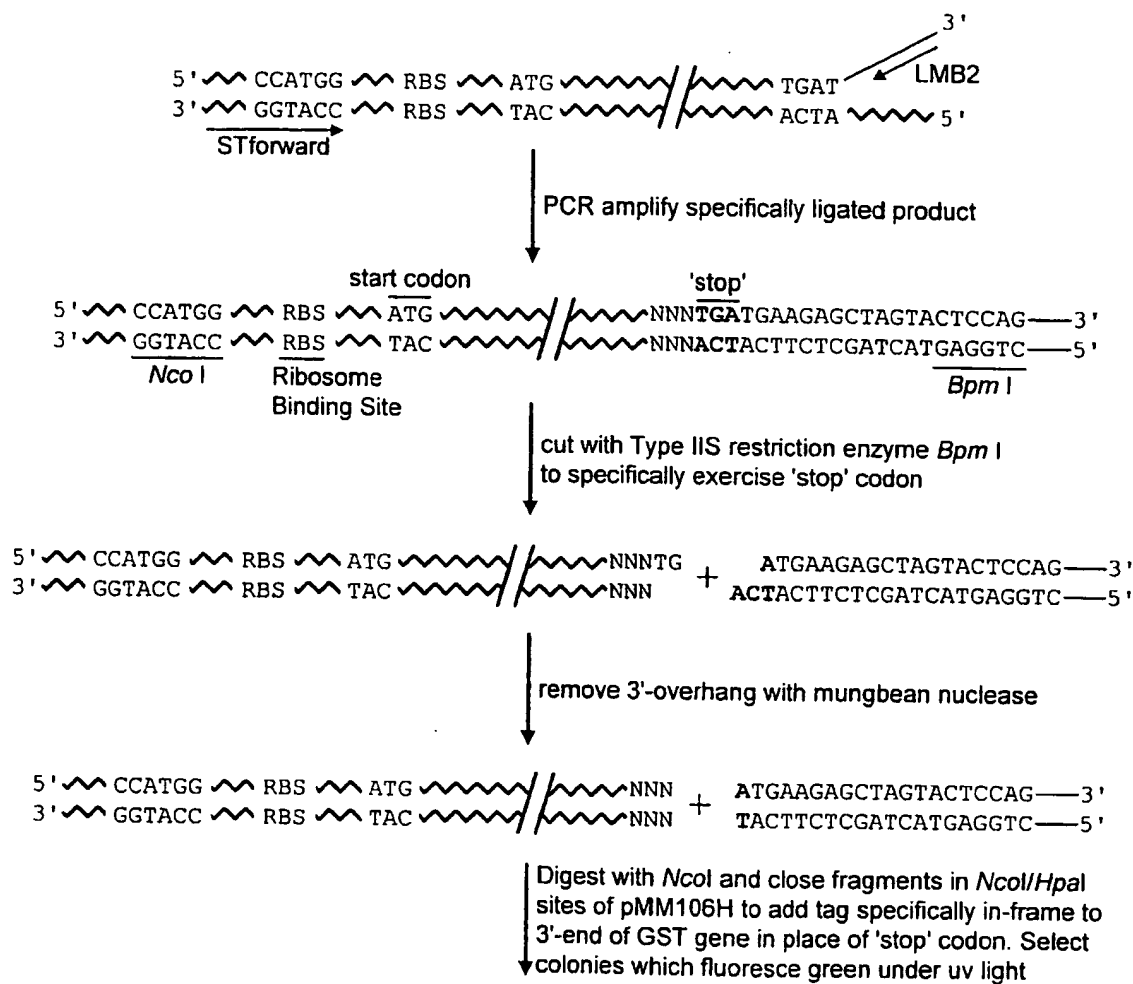 3'
LMB2
5' CCATGG RBS ATG TGAT
3' GGTACC RBS TAC ACTA 5'
STforward
PCR amplify specifically ligated product
start codon 'stop'
5' CCATGG RBS ATG NNNTGATGAAGAGCTAGTACTCCAG 3'
3' GGTACC RBS TAC NNNACTACTTCTCGATCATGAGGTC 5'
Nco I Ribosome Bpm I
Binding Site
cut with Type IIS restriction enzyme Bpm I
to specifically exercise 'stop' codon
5' CCATGG RBS ATG NNNTG + ATGAAGAGCTAGTACTCCAG 3'
3' GGTACC RBS TAC NNN ACTACTTCTCGATCATGAGGTC 5'
remove 3'-overhang with mungbean nuclease
5' CCATGG RBS ATG NNN + ATGAAGAGCTAGTACTCCAG 3'
3' GGTACC RBS TAC NNN TACTTCTCGATCATGAGGTC 5'
Digest with NcoI and close fragments in NcoI/HpaI
sites of pMM106H to add tag specifically in-frame to
3'-end of GST gene in place of 'stop' codon. Select
colonies which fluoresce green under uv light